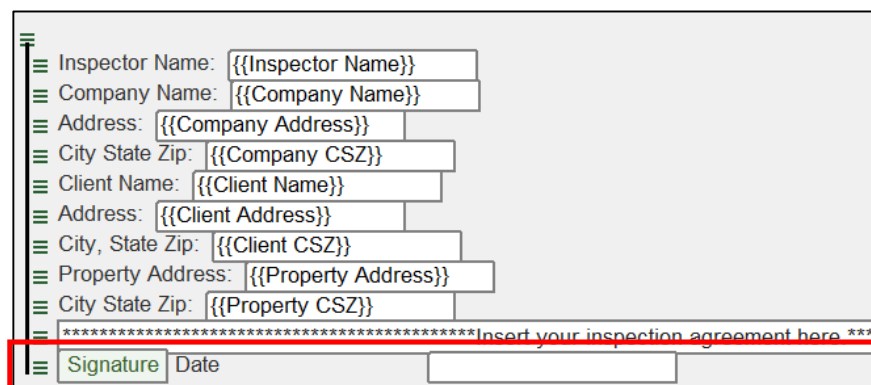 Inspector Name: {{Inspector Name}}
Company Name: {{Company Name}}
Address: {{Company Address}}
City State Zip: {{Company CSZ}}
Client Name: {{Client Name}}
Address: {{Client Address}}
City, State Zip: {{Client CSZ}}
Property Address: {{Property Address}}
City State Zip: {{Property CSZ}}
**********************************************Insert your inspection agreement here ***
Signature Date